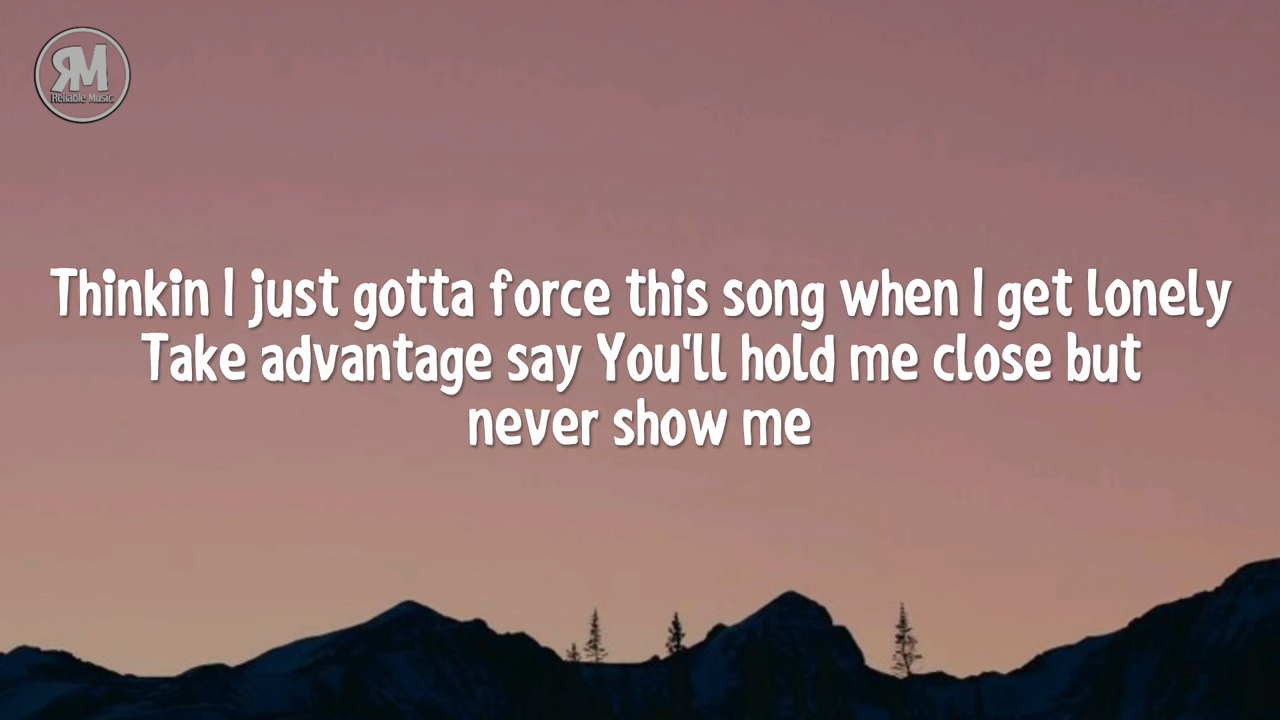 RM
Reliable Music
Thinkin I just gotta force this song when I get lonely
Take advantage say You'll hold me close but
never show me